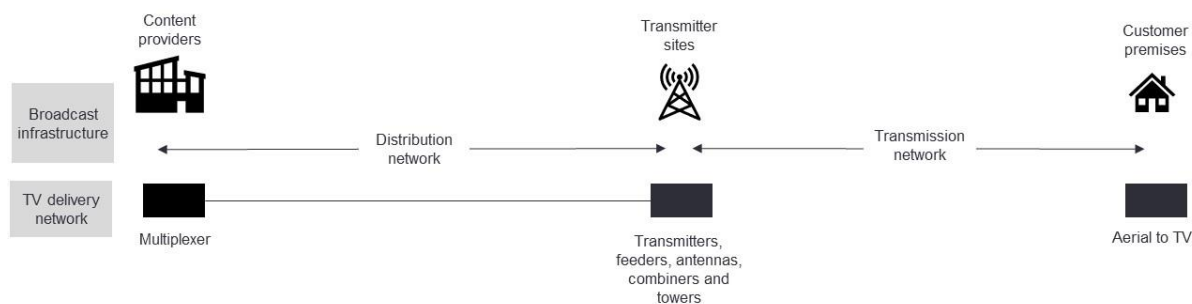 Content
providers
Transmitter
sites
Customer
premises
Broadcast
infrastructure
Distribution
network
Transmission
network
TV delivery
network
Multiplexer
Transmitters,
feeders, antennas,
combiners and
towers
Aerial to TV